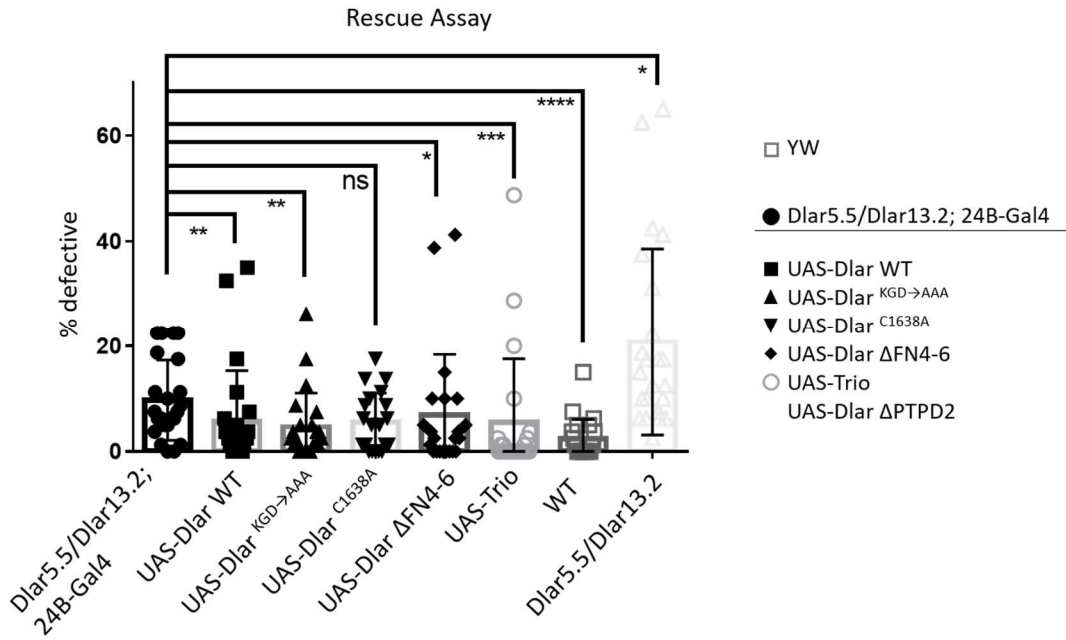 Rescue Assay
% defective
60
40
20
0
*
****
***
*
ns
**
**
Dlar5.5/Dlar13.2;
24B-Gal4
UAS-Dlar WT
UAS-Dlar KGD→AAA
UAS-Dlar C1638A
UAS-Dlar ΔFN4-6
UAS-Trio
WT
Dlar5.5/Dlar13.2
YW
Dlar5.5/Dlar13.2; 24B-Gal4
UAS-Dlar WT
UAS-Dlar KGD→AAA
UAS-Dlar C1638A
UAS-Dlar ΔFN4-6
UAS-Trio
UAS-Dlar ΔPTPD2